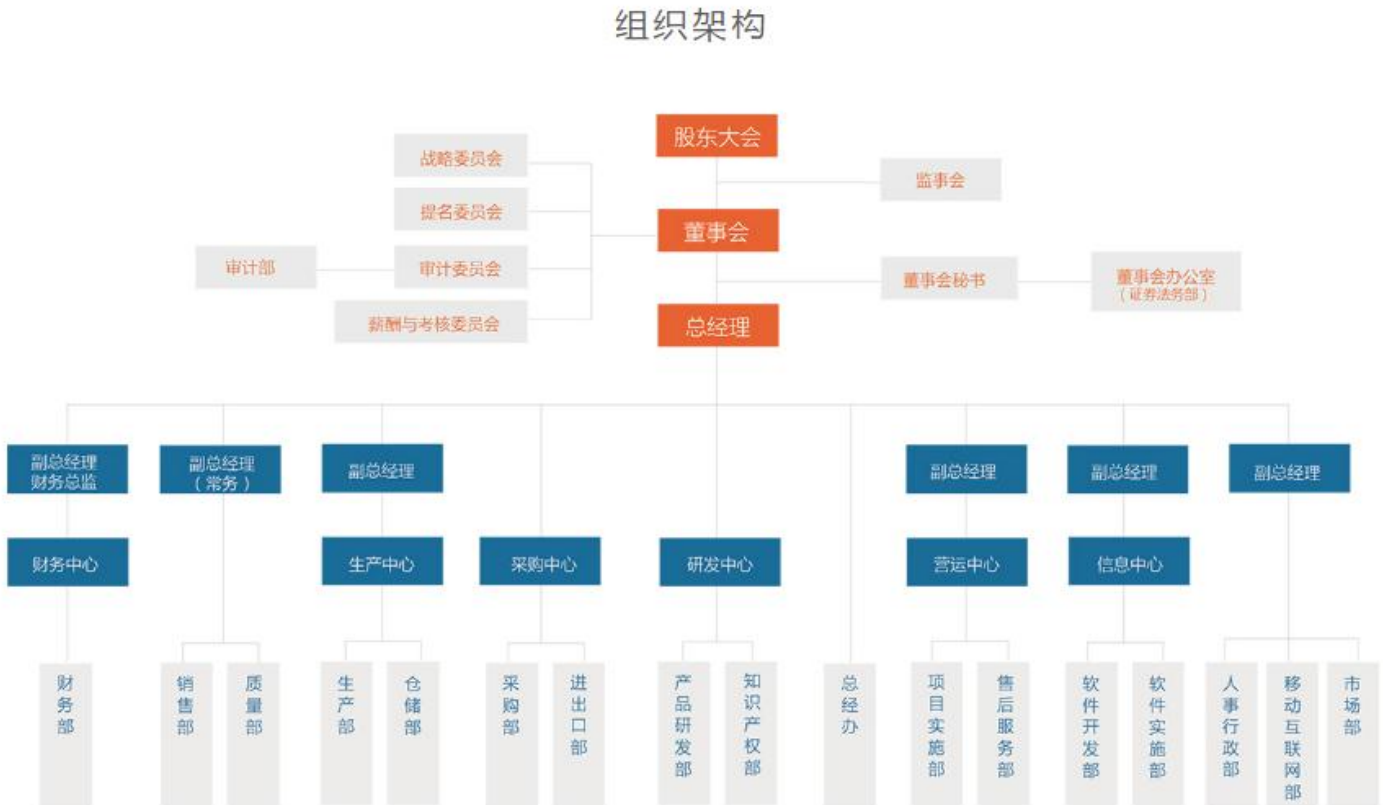 组织架构
股东大会
战略委员会
监事会
提名委员会
董事会
审计部
审计委员会
董事会秘书
董事会办公室
（证券法务部）
薪酬与考核委员会
总经理
副总经理
财务总监
副总经理
（常务）
副总经理
副总经理
副总经理
副总经理
财务中心
生产中心
采购中心
研发中心
营运中心
信息中心
财务部
销售部
质量部
生产部
仓储部
采购部
进出口部
产品研发部
知识产权部
总经办
项目实施部
售后服务部
软件开发部
软件实施部
人事行政部
移动互联网部
市场部